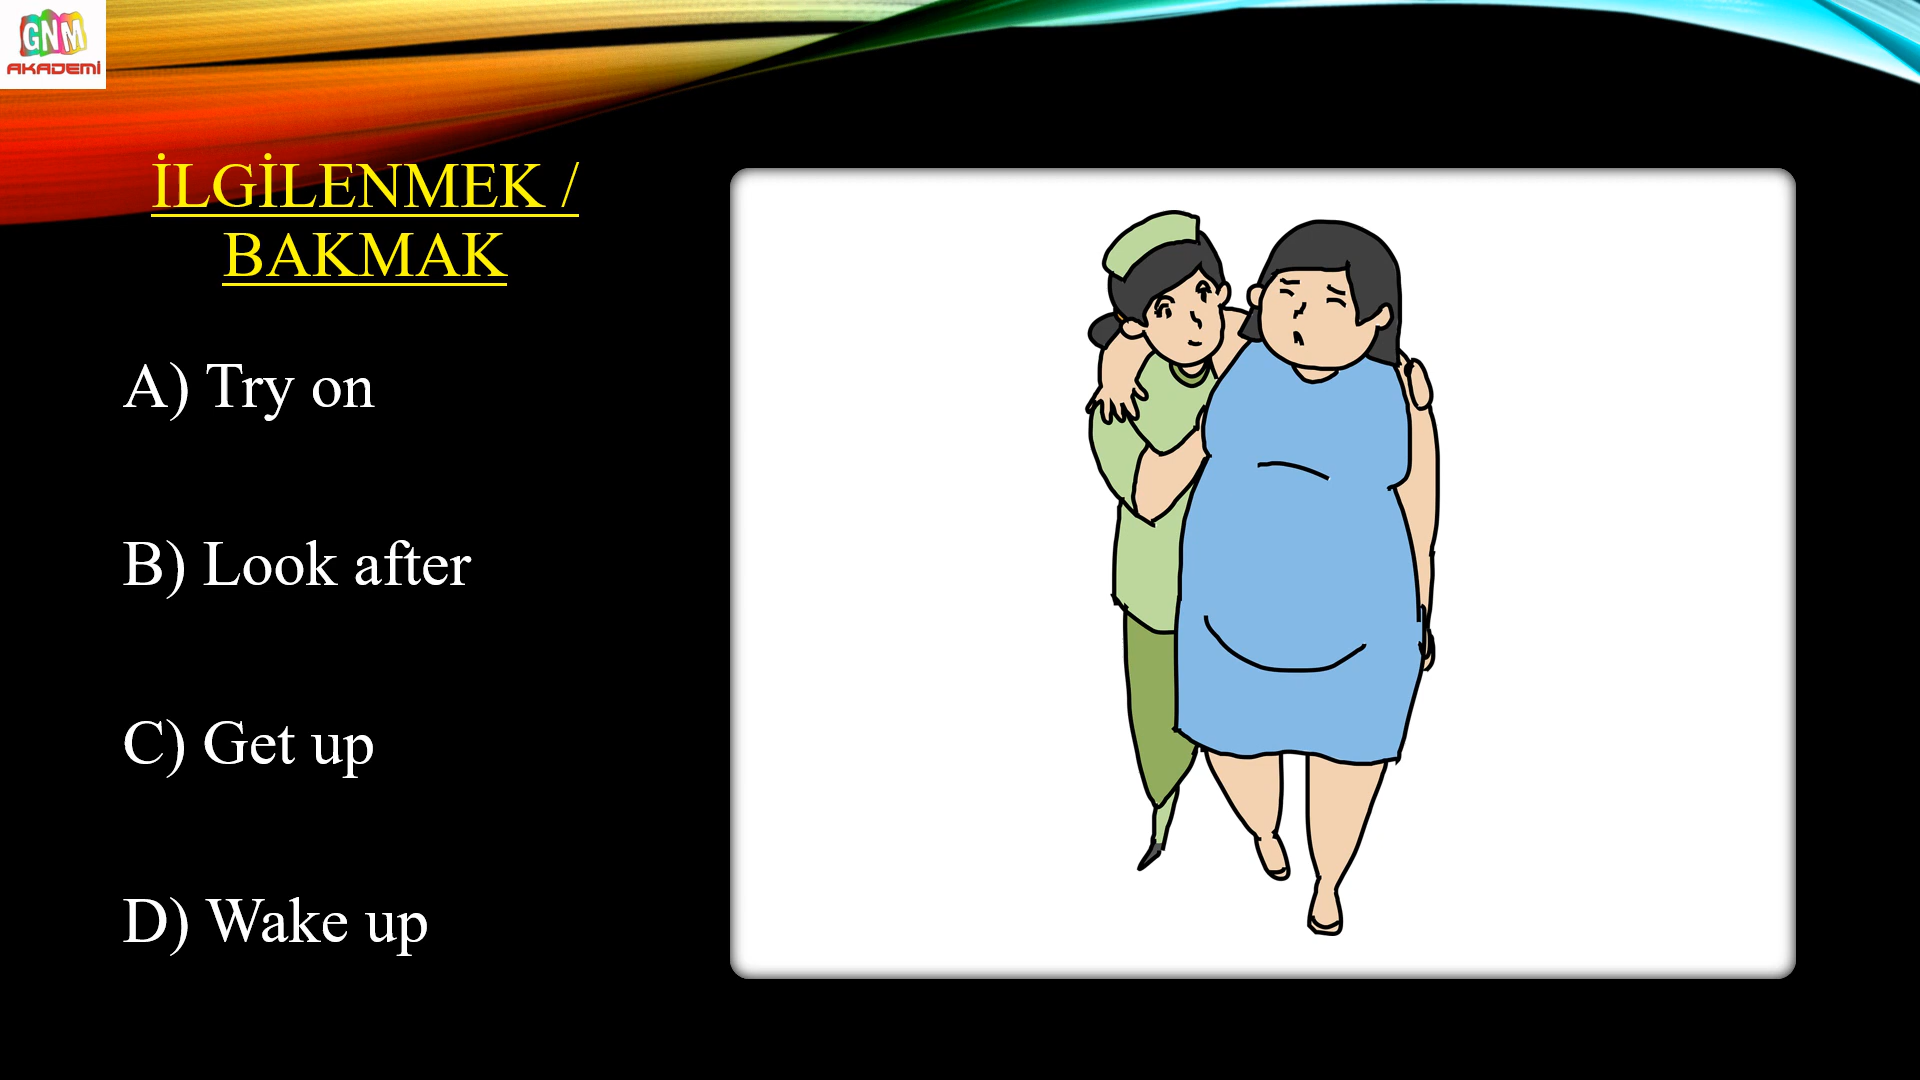 GNM
AKADEMİ
İLGİLENMEK /
BAKMAK
A) Try on
B) Look after
C) Get up
D) Wake up